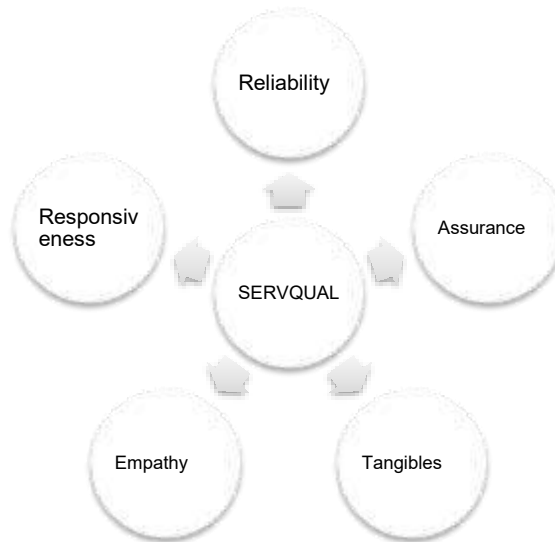 Reliability
Responsiv
eness
Assurance
SERVQUAL
Empathy
Tangibles